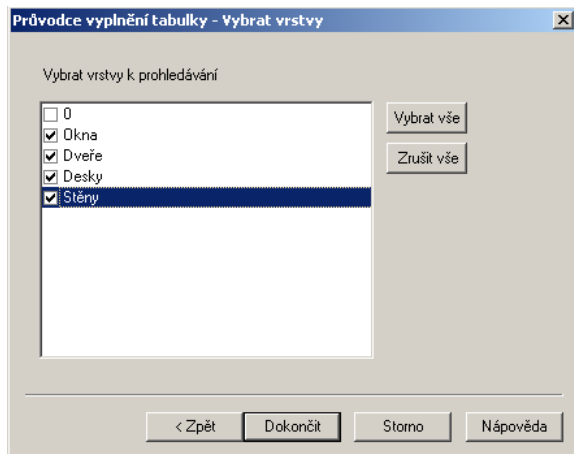 Průvodce vyplnění tabulky - Vybrat vrstvy
Vybrat vrstvy k prohledávání
0
Okna
Dveře
Desky
Stěny
Vybrat vše
Zrušit vše
< Zpět
Dokončit
Storno
Nápověda